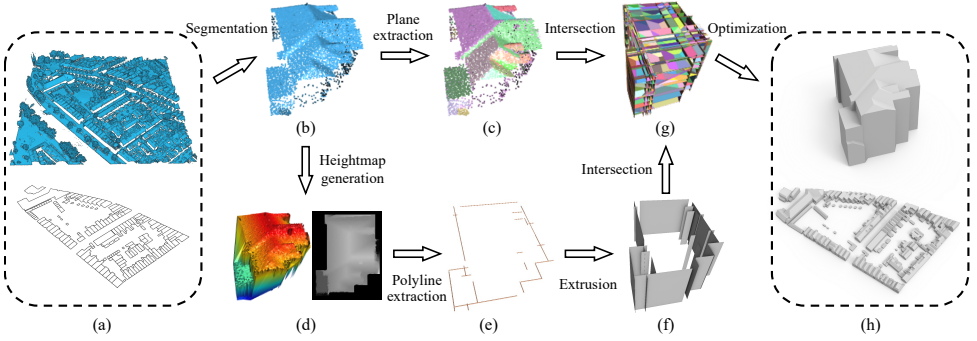 Segmentation
Plane
extraction
Intersection
Optimization
(b)
(c)
(g)
Heightmap
generation
Intersection
Polyline
extraction
Extrusion
(a)
(d)
(e)
(f)
(h)